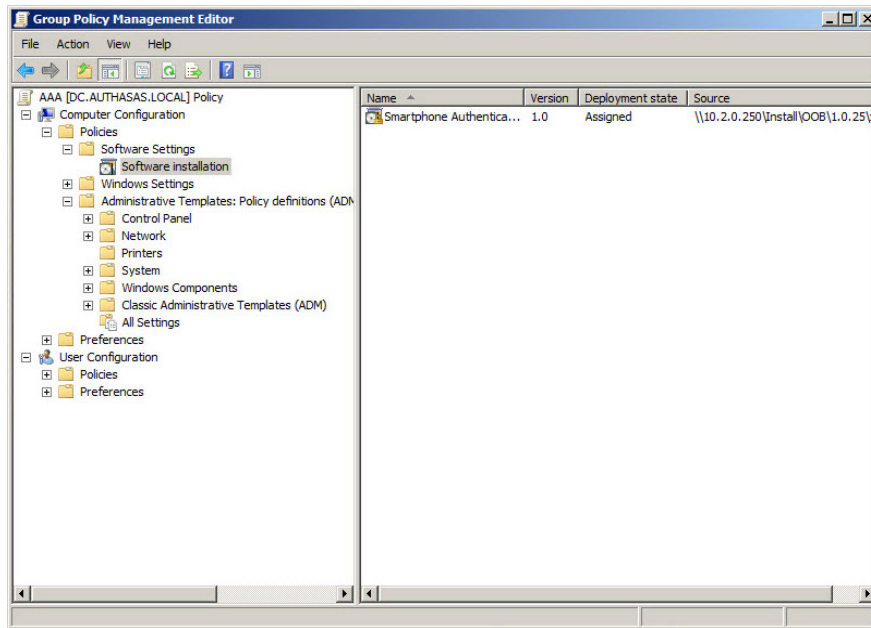 Group Policy Management Editor
File Action View Help
AAA [DC.AUTHASAS.LOCAL] Policy
Computer Configuration
Policies
Software Settings
Software installation
Windows Settings
Administrative Templates: Policy definitions (ADM
Control Panel
Network
Printers
System
Windows Components
Classic Administrative Templates (ADM)
All Settings
Preferences
User Configuration
Policies
Preferences
Name Version Deployment state Source
Smartphone Authentica... 1.0 Assigned \\10.2.0.250\Install\OOB\1.0.25\